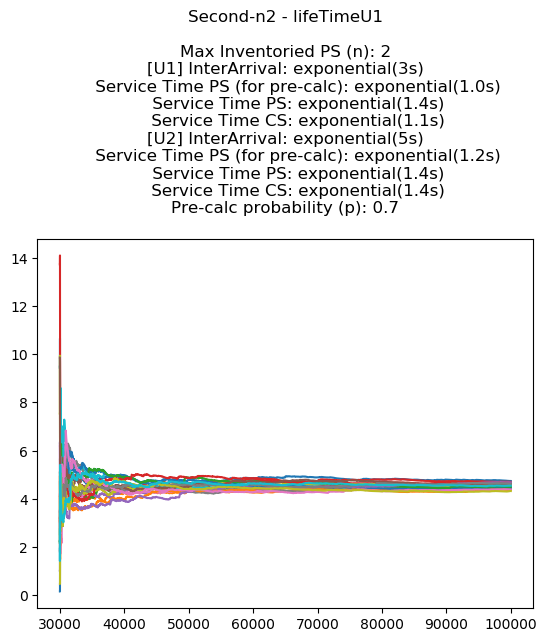 Second-n2 - lifeTimeU1
Max Inventoried PS (n): 2
[U1] InterArrival: exponential(3s)
Service Time PS (for pre-calc): exponential(1.0s)
Service Time PS: exponential(1.4s)
Service Time CS: exponential(1.1s)
[U2] InterArrival: exponential(5s)
Service Time PS (for pre-calc): exponential(1.2s)
Service Time PS: exponential(1.4s)
Service Time CS: exponential(1.4s)
Pre-calc probability (p): 0.7
14
12
10
8
6
4
2
0
30000 40000 50000 60000 70000 80000 90000 100000